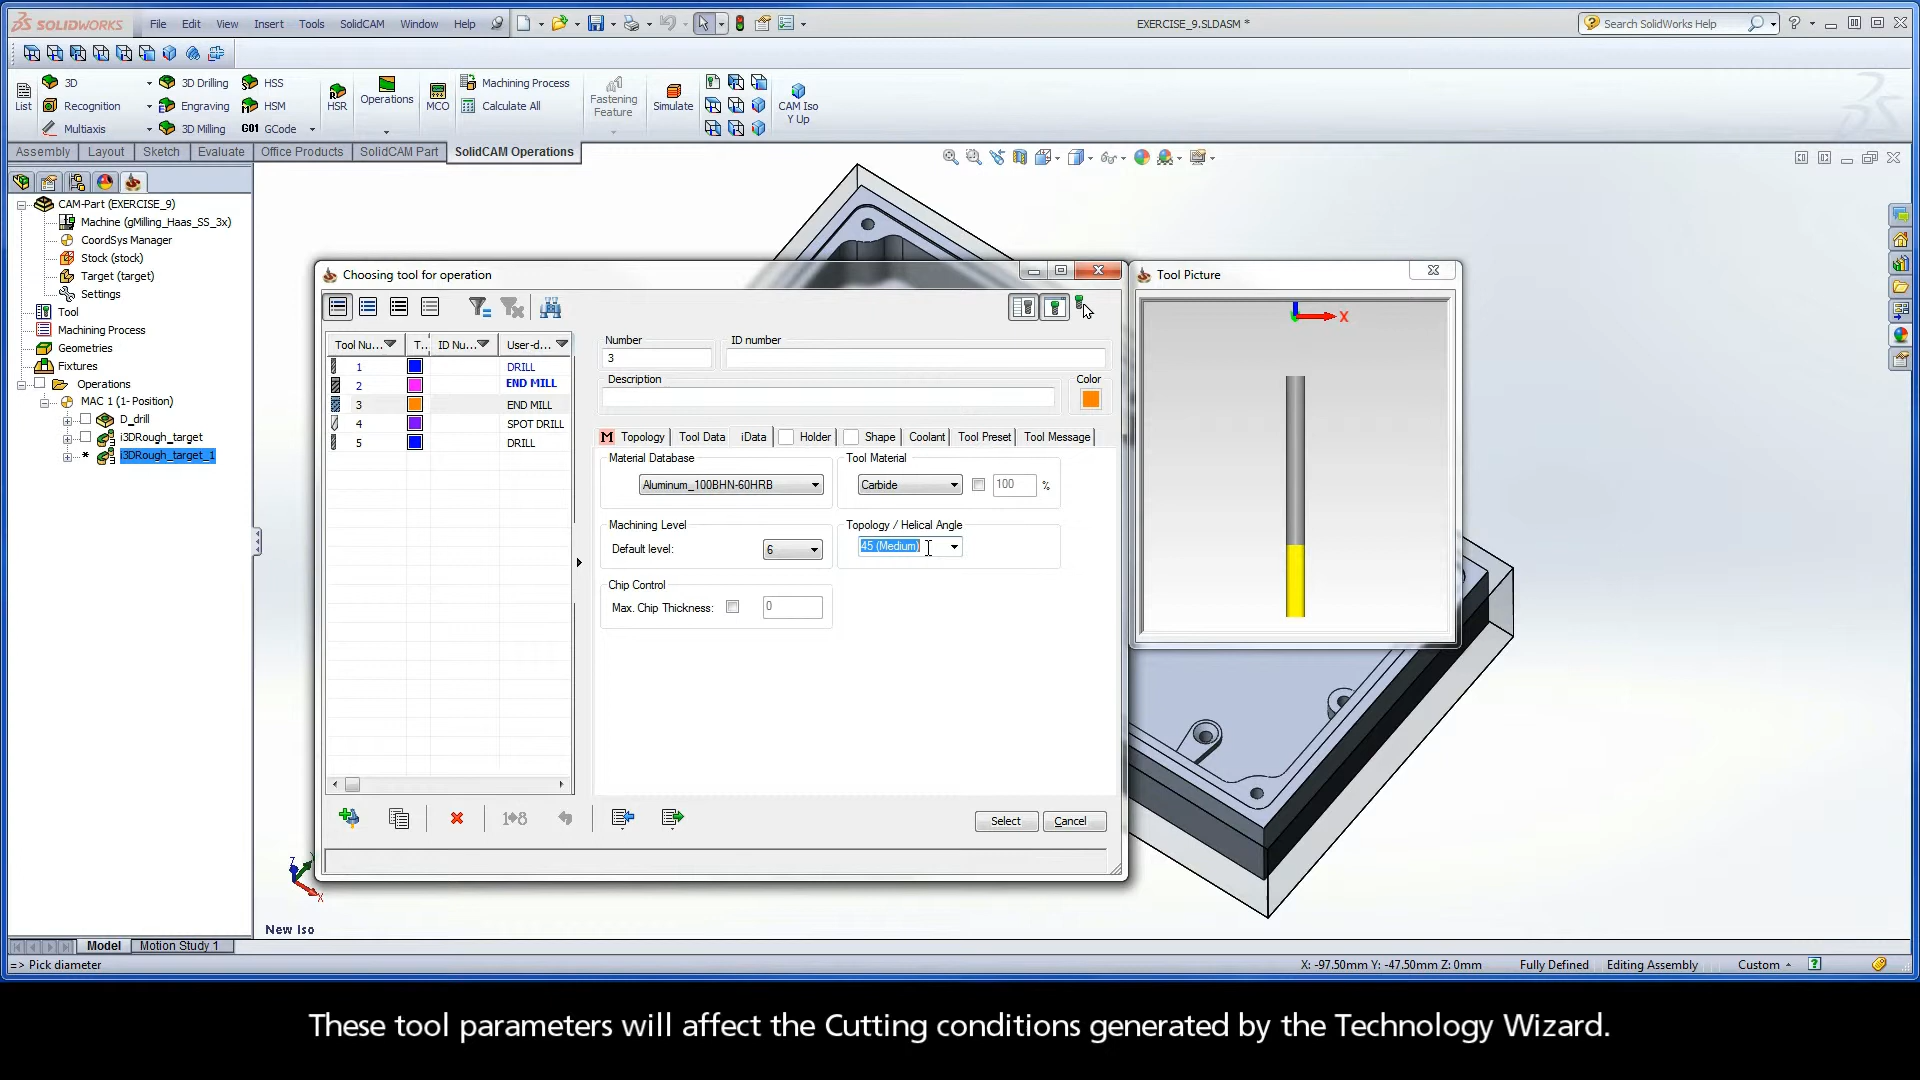 SOLIDWORKS File Edit View Insert Tools SolidCAM Window Help EXERCISE_9.SLDASM * Search SolidWorks Help
3D 3D Drilling HSS Machining Process
List Recognition Engraving HSM HSR Operations MCO Calculate All Fastening Feature Simulate CAM Iso Y Up
Multiaxis 3D Milling G01 GCode
Assembly Layout Sketch Evaluate Office Products SolidCAM Part SolidCAM Operations
CAM-Part (EXERCISE_9)
Machine (gMilling_Haas_SS_3x)
CoordSys Manager
Stock (stock)
Target (target)
Settings
Tool
Machining Process
Geometries
Fixtures
Operations
MAC 1 (1- Position)
D_drill
i3DRough_target
* i3DRough_target_1
Choosing tool for operation
Tool Nu... T.. ID Nu... User-d...
1 DRILL
2 END MILL
3 END MILL
4 SPOT DRILL
5 DRILL
Number ID number
3
Description Color
M Topology Tool Data iData Holder Shape Coolant Tool Preset Tool Message
Material Database Tool Material
Aluminum_100BHN-60HRB Carbide 100 %
Machining Level Topology / Helical Angle
Default level: 6 45 (Medium)
Chip Control
Max. Chip Thickness: 0
1 8
Select Cancel
Tool Picture
X
Z
X
New Iso
Model Motion Study 1
=> Pick diameter X: -97.50mm Y: -47.50mm Z: 0mm Fully Defined Editing Assembly Custom
These tool parameters will affect the Cutting conditions generated by the Technology Wizard.